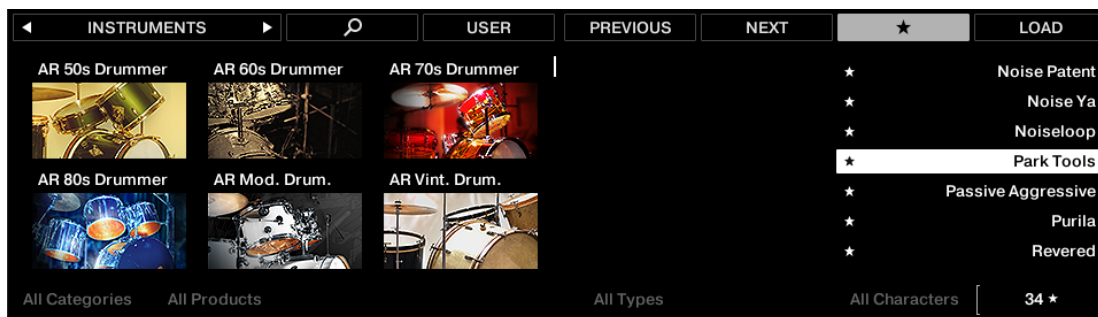 INSTRUMENTS
USER
PREVIOUS
NEXT
★
LOAD
AR 50s Drummer
AR 60s Drummer
AR 70s Drummer
AR 80s Drummer
AR Mod. Drum.
AR Vint. Drum.
★ Noise Patent
★ Noise Ya
★ Noiseloop
★ Park Tools
★ Passive Aggressive
★ Purila
★ Revered
All Categories
All Products
All Types
All Characters
34 ★